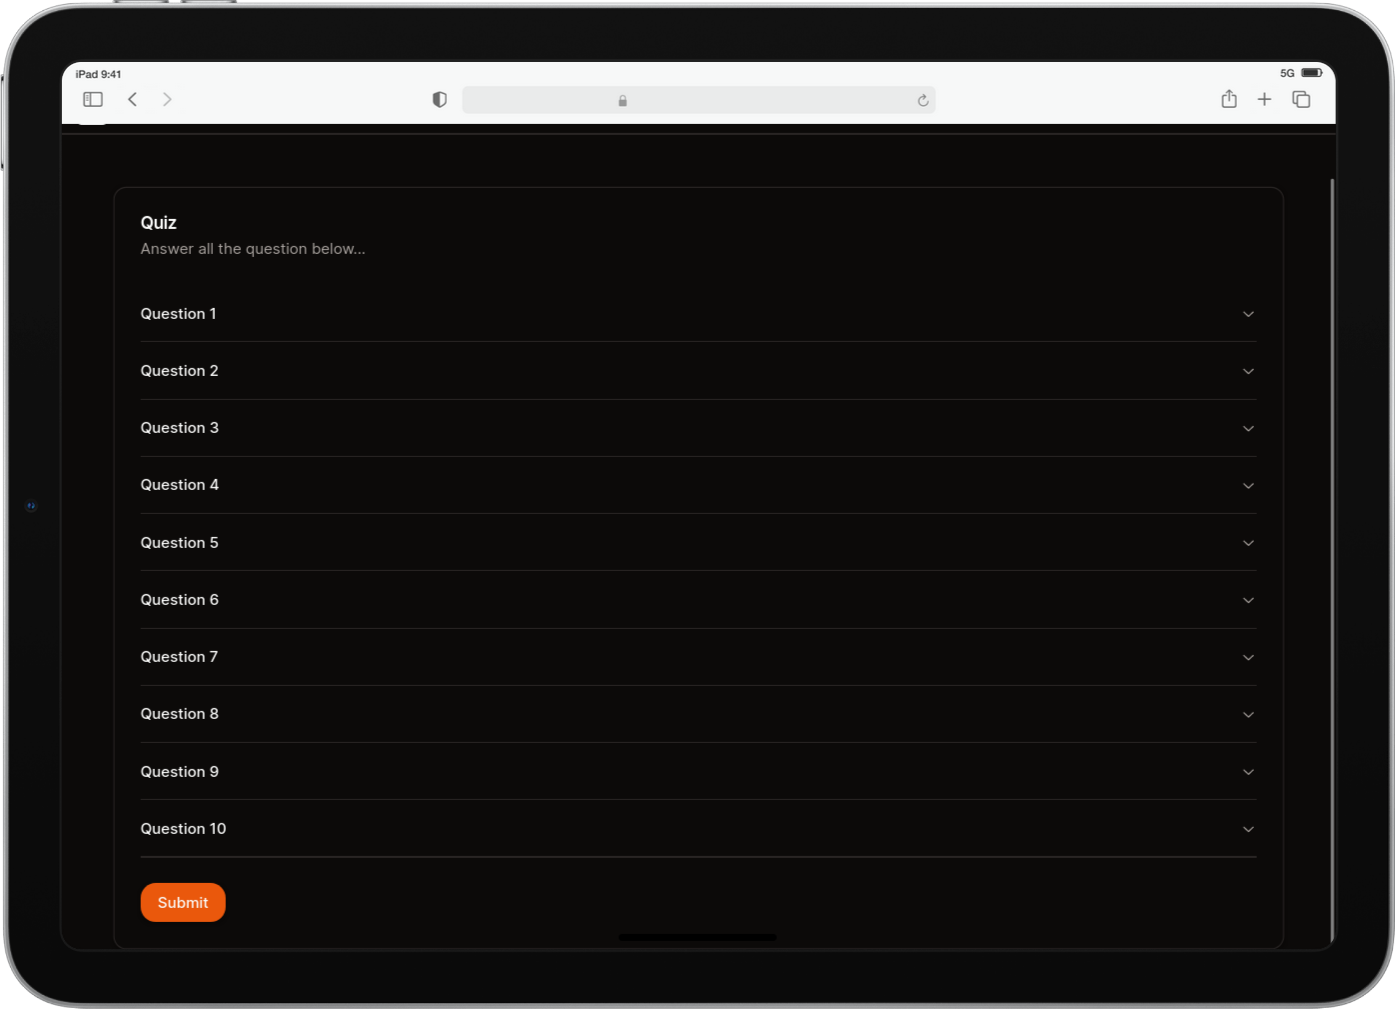 iPad 9:41
5G
Quiz
Answer all the question below...
Question 1
Question 2
Question 3
Question 4
Question 5
Question 6
Question 7
Question 8
Question 9
Question 10
Submit